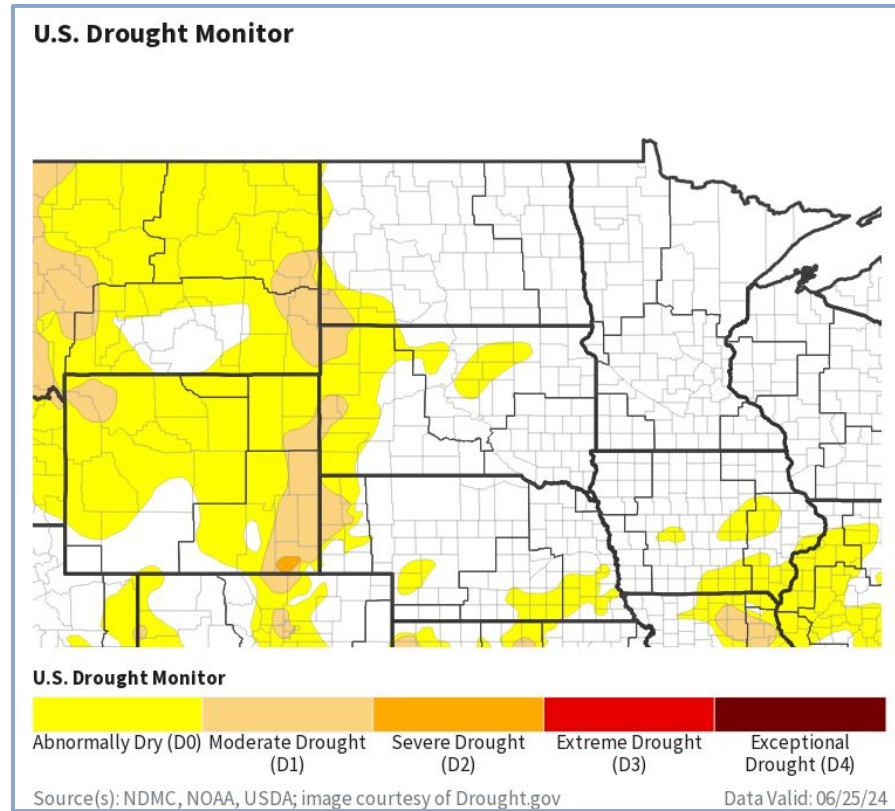 U.S. Drought Monitor
U.S. Drought Monitor
Abnormally Dry (D0)
Moderate Drought
(D1)
Severe Drought
(D2)
Extreme Drought
(D3)
Exceptional
Drought (D4)
Source(s): NDMC, NOAA, USDA; image courtesy of Drought.gov
Data Valid: 06/25/24